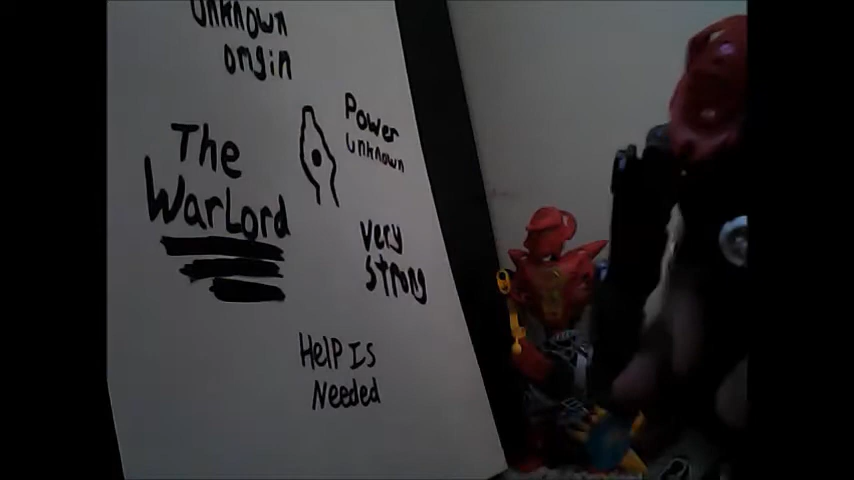 Unknown
Origin
The
WarLord
Power
Unknown
Very
Strong
HelP Is
Needed